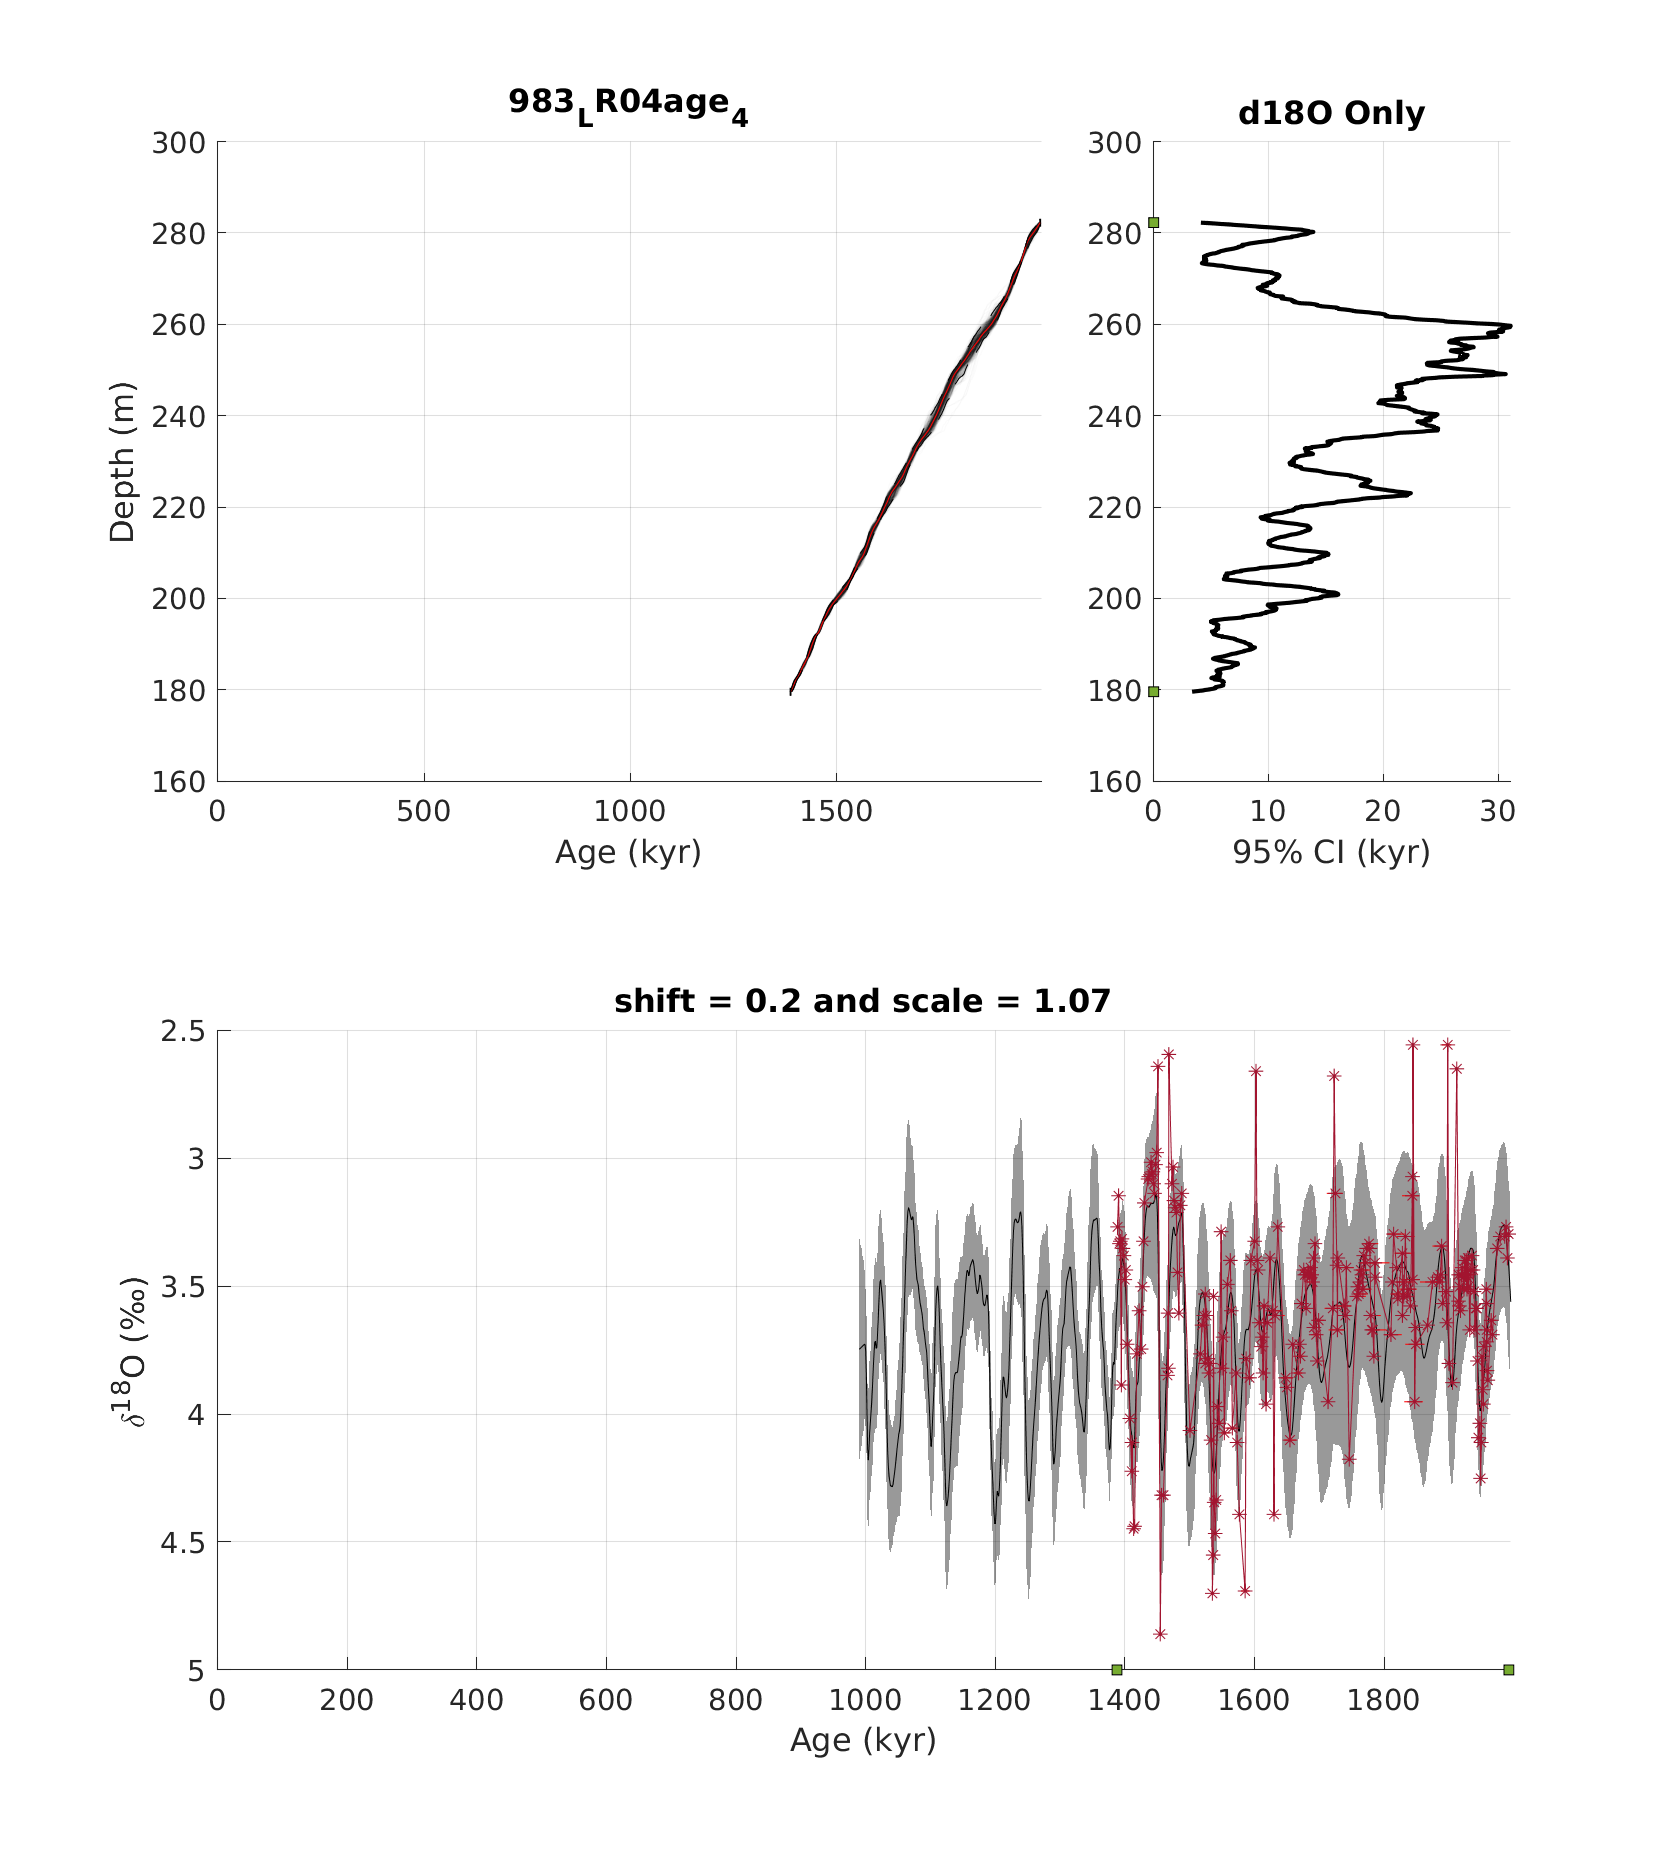 983LR04age4
d18O Only
300
280
260
240
220
200
180
160
Depth (m)
0 500 1000 1500
Age (kyr)
300
280
260
240
220
200
180
160
0 10 20 30
95% CI (kyr)
shift = 0.2 and scale = 1.07
2.5
3
3.5
4
4.5
5
δ18O (‰)
0 200 400 600 800 1000 1200 1400 1600 1800
Age (kyr)